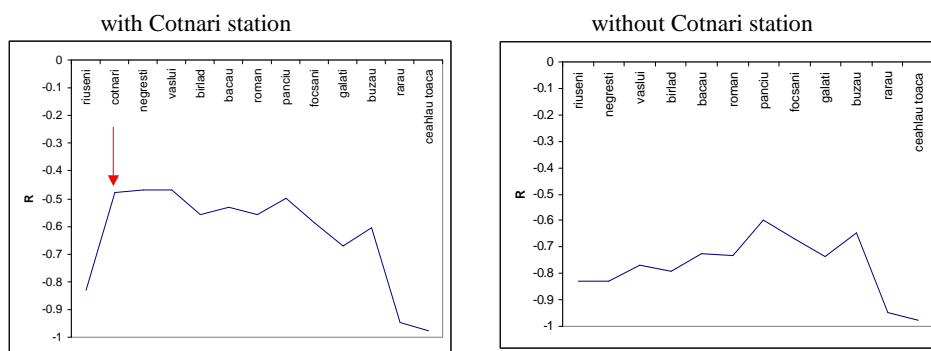 with Cotnari station
0
-0.1
-0.2
-0.3
-0.4
-0.5
-0.6
-0.7
-0.8
-0.9
-1
R
riuseni
cotnari
negresti
vaslui
birlad
bacau
roman
panciu
focsani
galati
buzau
rarau
ceahlau toaca
without Cotnari station
0
-0.1
-0.2
-0.3
-0.4
-0.5
-0.6
-0.7
-0.8
-0.9
-1
R
riuseni
negresti
vaslui
birlad
bacau
roman
panciu
focsani
galati
buzau
rarau
ceahlau toaca